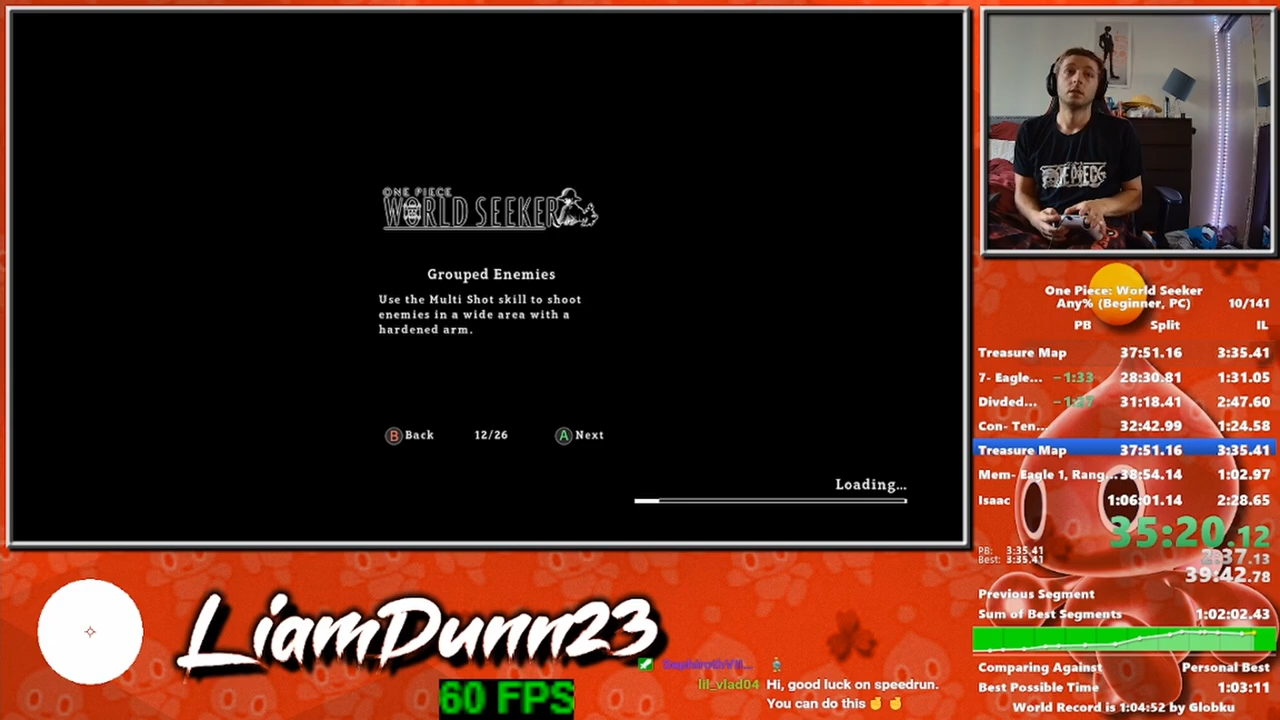 ONE PIECE
WORLD SEEKER
Grouped Enemies
Use the Multi Shot skill to shoot
enemies in a wide area with a
hardened arm.
B Back 12/26 A Next
Loading...
One Piece: World Seeker
Any% (Beginner, PC) 10/141
PB Split IL
Treasure Map 37:51.16 3:35.41
7- Eagle... −1:33 28:30.81 1:31.05
Divded... 31:18.41 2:47.60
Con- Ten... 32:42.99 1:24.58
Treasure Map 37:51.16 3:35.41
Mem- Eagle 1, Rang... 38:54.14 1:02.97
Isaac 1:06:01.14 2:28.65
35:20.12
PB: 3:35.41
Best: 3:35.41
2:37.13
39:42.78
Previous Segment
Sum of Best Segments 1:02:02.43
Comparing Against Personal Best
Best Possible Time 1:03:11
World Record is 1:04:52 by Globku
LiamDunn23
60 FPS
lil_vlad04 Hi, good luck on speedrun.
You can do this